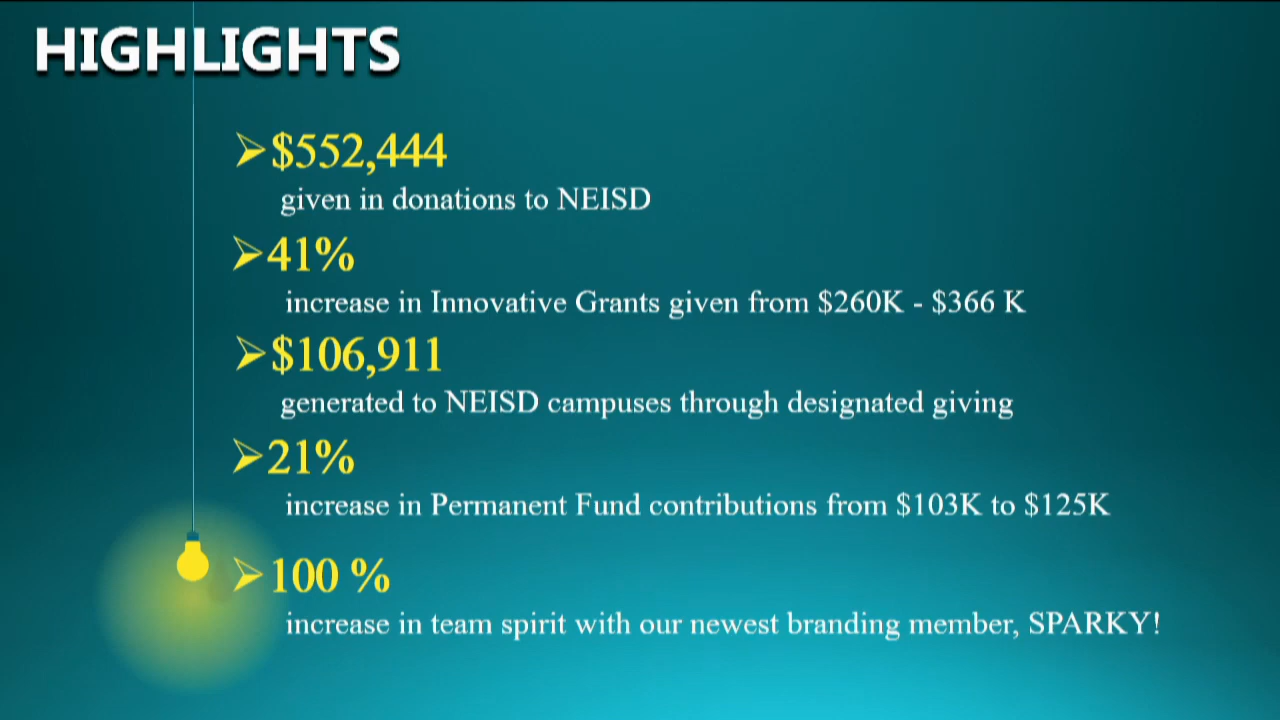 HIGHLIGHTS
➢$552,444
given in donations to NEISD
➢41%
increase in Innovative Grants given from $260K - $366 K
➢$106,911
generated to NEISD campuses through designated giving
➢21%
increase in Permanent Fund contributions from $103K to $125K
➢100 %
increase in team spirit with our newest branding member, SPARKY!